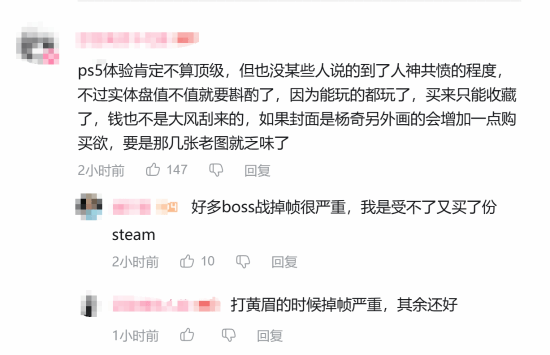 ps5体验肯定不算顶级，但也没某些人说的到了人神共愤的程度，
不过实体盘值不值就要斟酌了，因为能玩的都玩了，买来只能收藏
了，钱也不是大风刮来的，如果封面是杨奇另外画的会增加一点购
买欲，要是那几张老图就乏味了
2小时前 147 回复
好多boss战掉帧很严重，我是受不了又买了份
steam
2小时前 10 回复
打黄眉的时候掉帧严重，其余还好
1小时前 回复